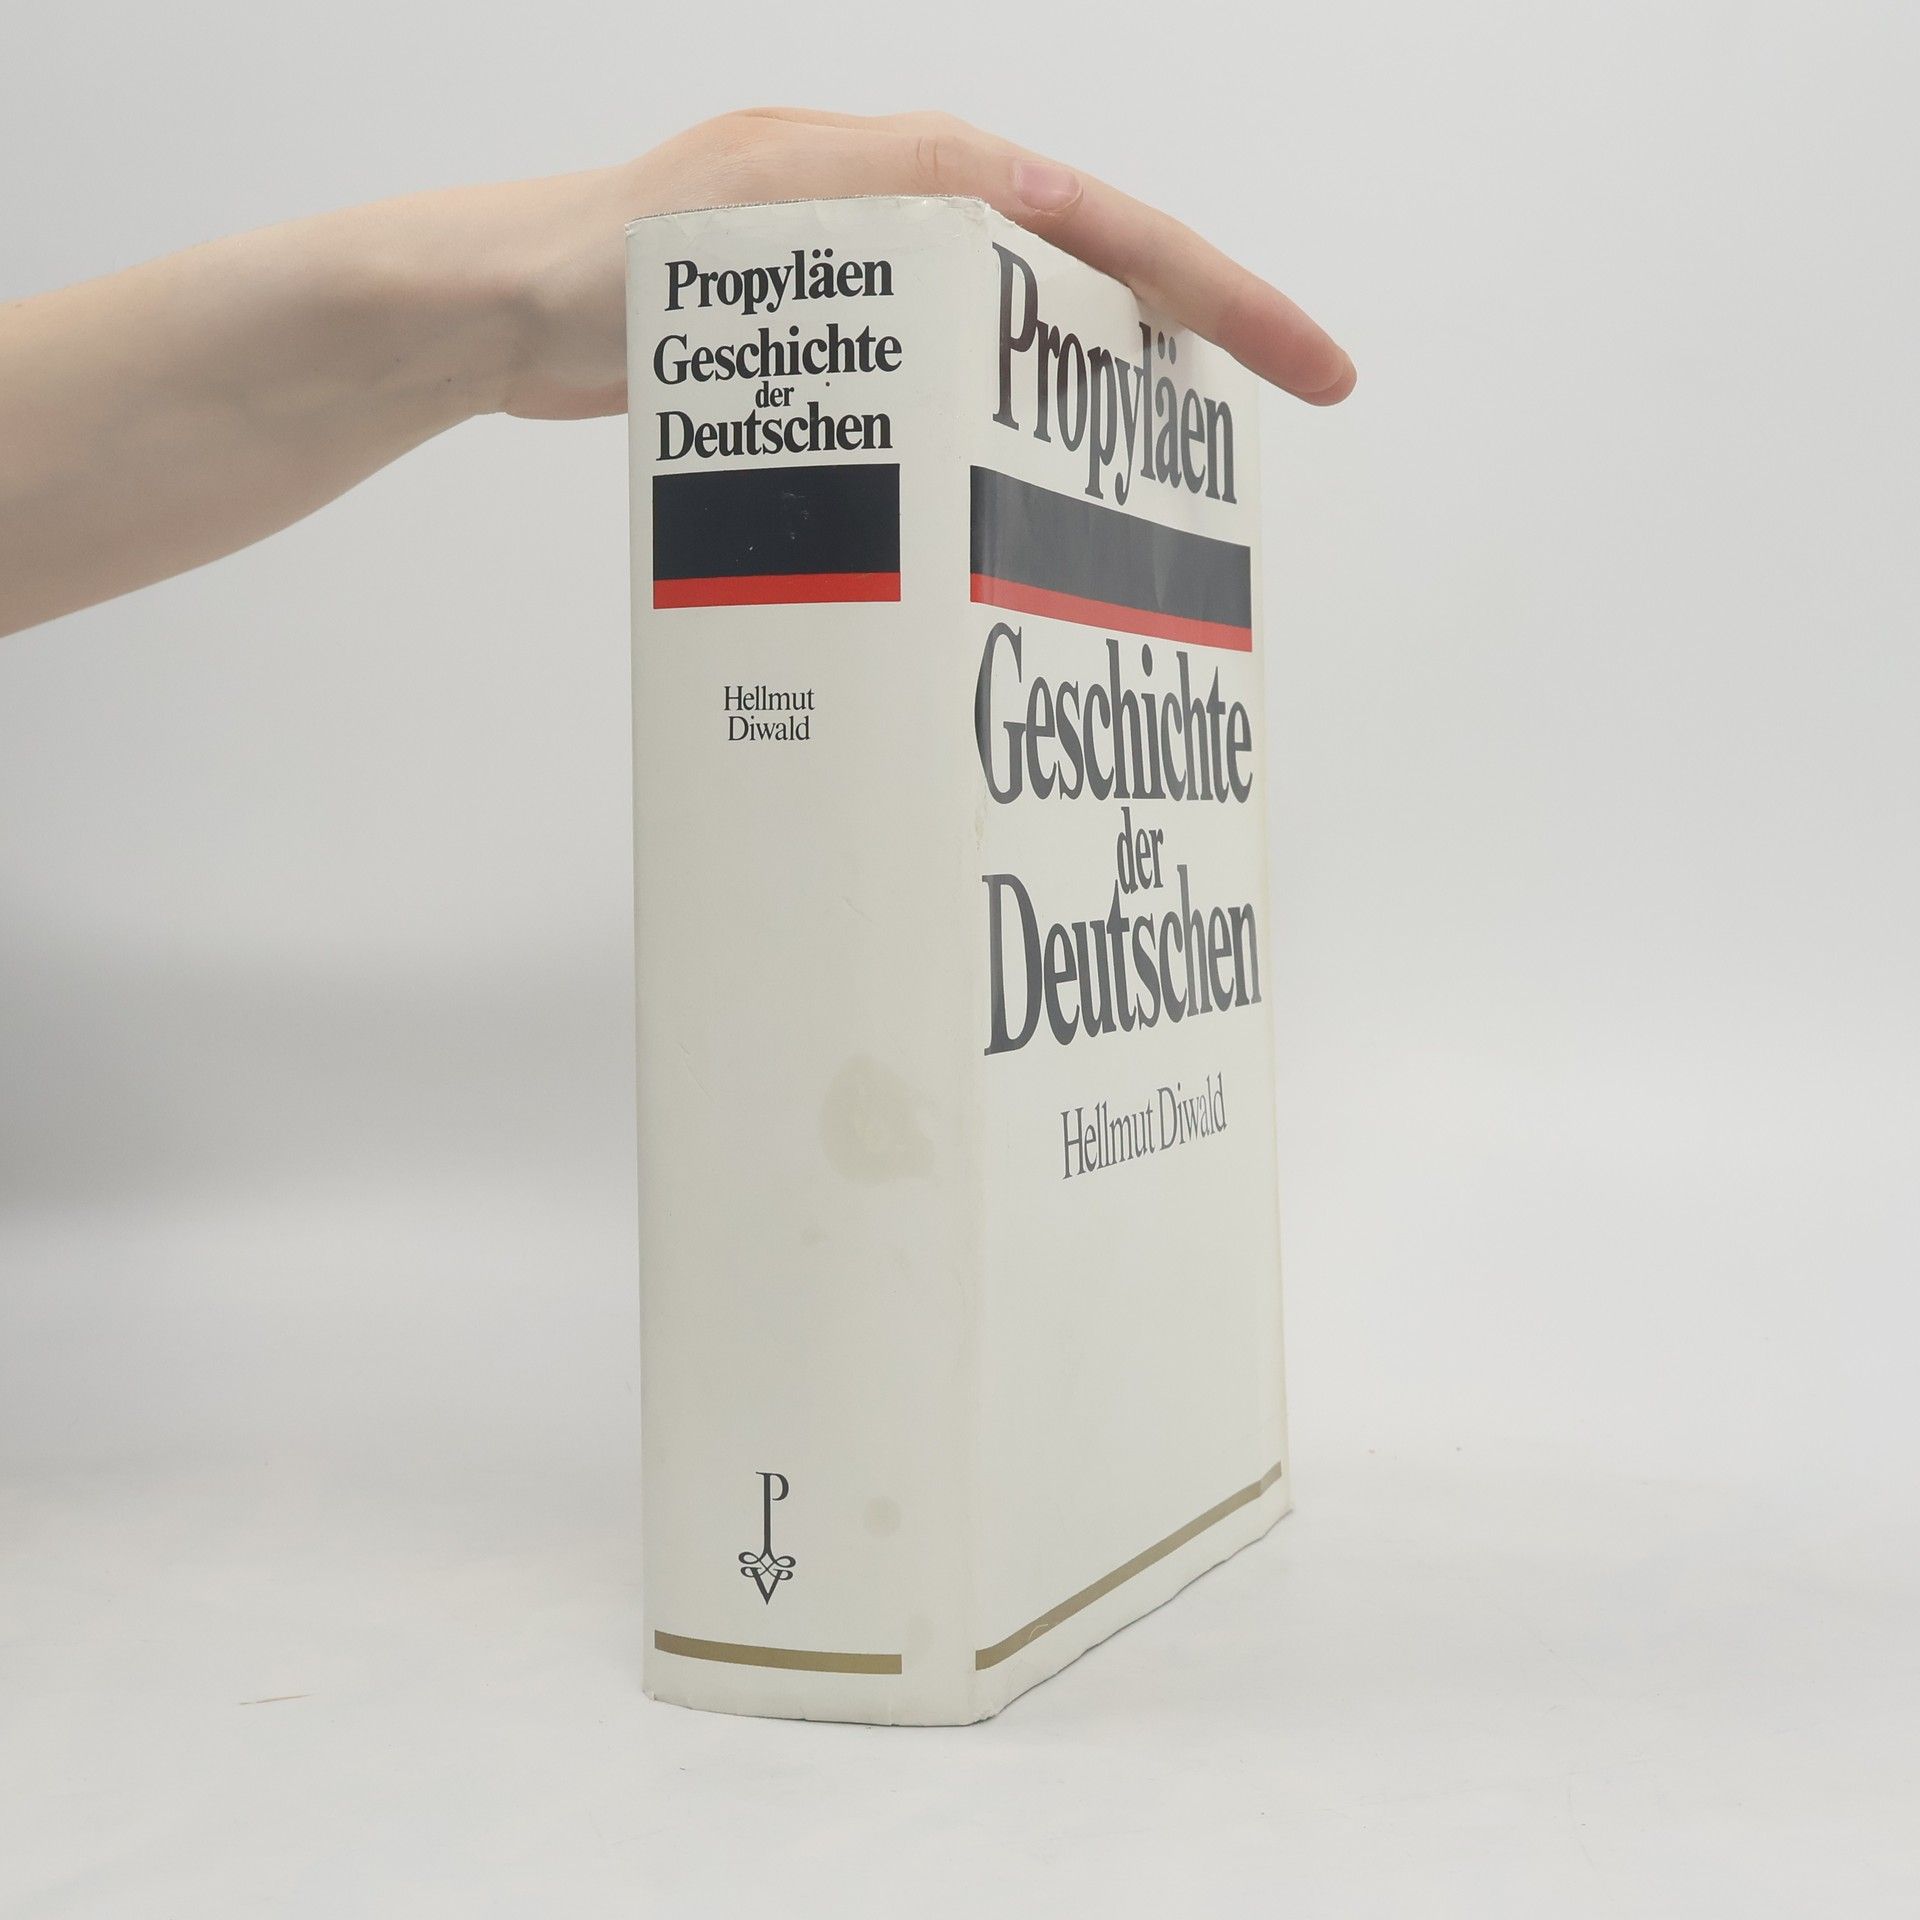 Propyläen
Geschichte
der
Deutschen
Hellmut
Diwald
P
V
Propyläen
Geschichte
der
Deutschen
Hellmut Diwald